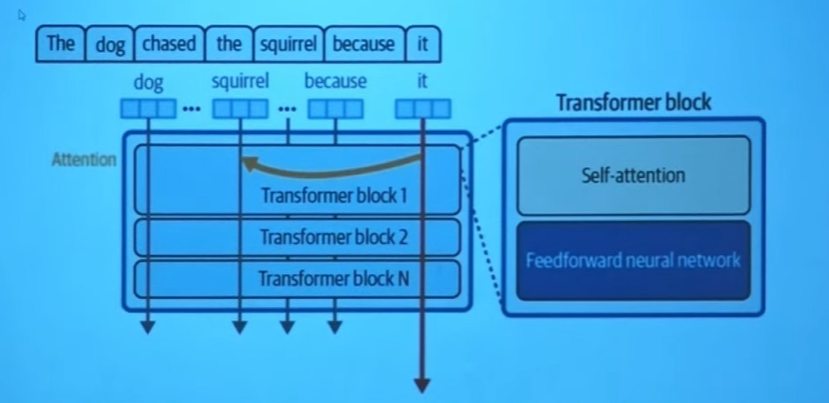 The dog chased the squirrel because it
dog ... squirrel ... because it
Transformer block
Attention
Self-attention
Transformer block 1
Transformer block 2
Feedforward neural network
Transformer block N